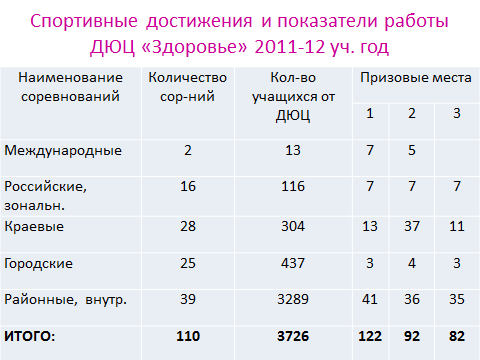 Спортивные достижения и показатели работы
ДЮЦ «Здоровье» 2011-12 уч. год
Наименование соревнований Количество сор-ний Кол-во учащихся от ДЮЦ Призовые места
1 2 3
Международные 2 13 7 5
Российские, зональн. 16 116 7 7 7
Краевые 28 304 13 37 11
Городские 25 437 3 4 3
Районные, внутр. 39 3289 41 36 35
ИТОГО: 110 3726 122 92 82